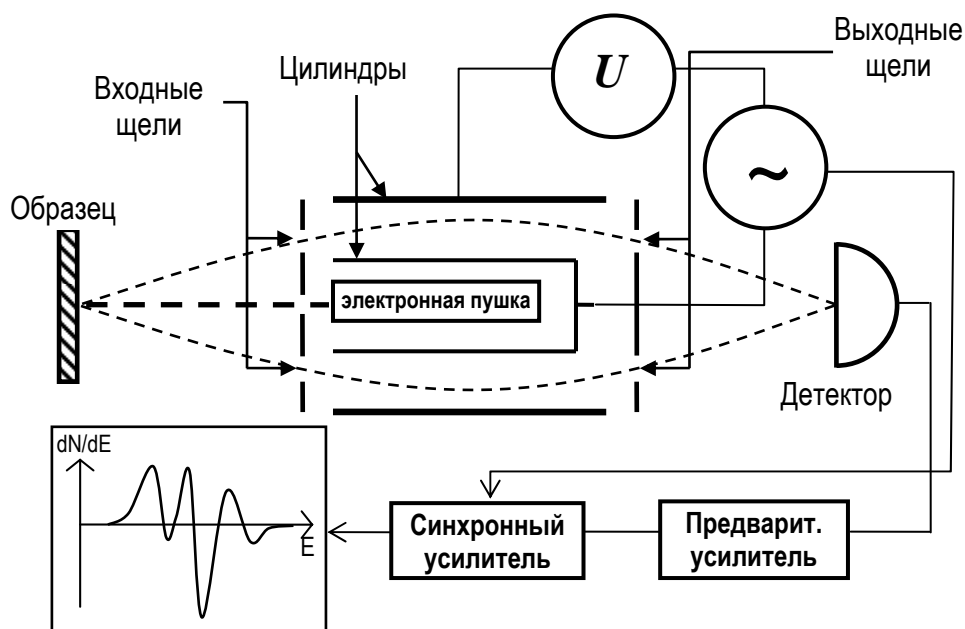 Выходные
щели
Цилиндры
U
Входные
щели
~
Образец
электронная пушка
Детектор
dN/dE
E
Синхронный
усилитель
Предварит.
усилитель